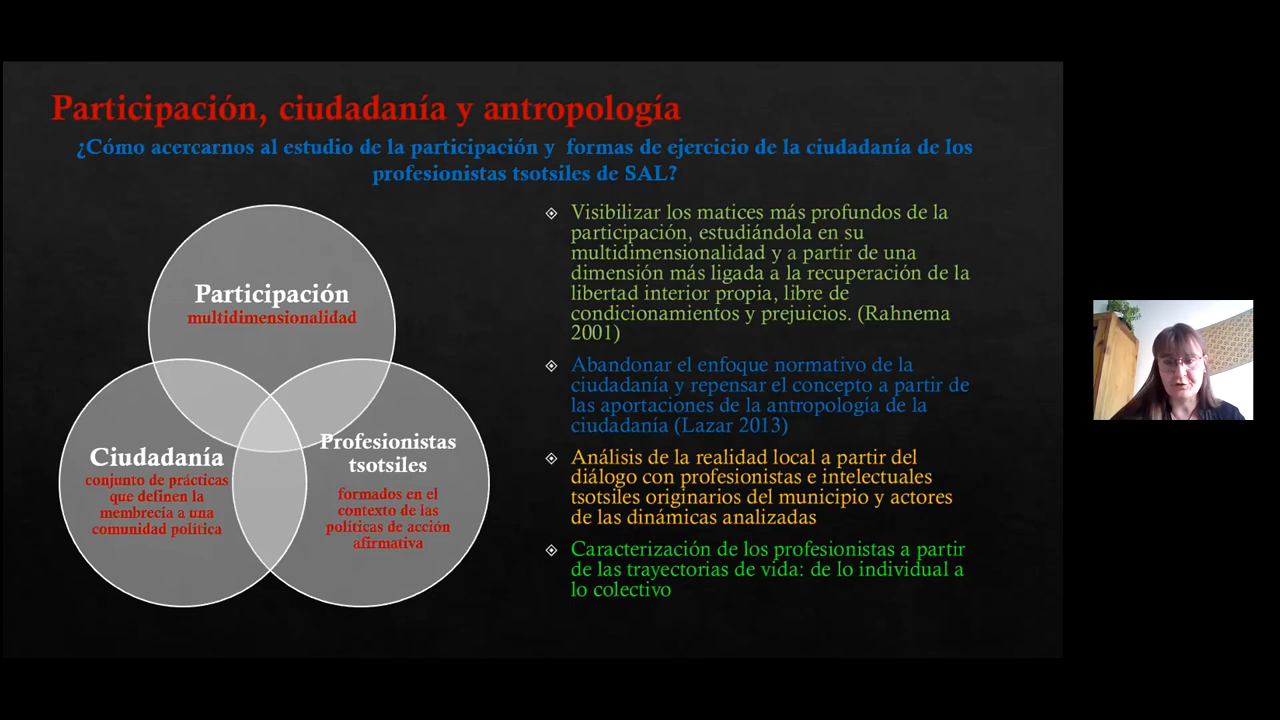 Participación, ciudadanía y antropología
¿Cómo acercarnos al estudio de la participación y formas de ejercicio de la ciudadanía de los
profesionistas tsotsiles de SAL?
Participación
multidimensionalidad
Ciudadanía
conjunto de prácticas
que definen la
membrecía a una
comunidad política
Profesionistas
tsotsiles
formados en el
contexto de las
políticas de acción
afirmativa
Visibilizar los matices más profundos de la
participación, estudiándola en su
multidimensionalidad y a partir de una
dimensión más ligada a la recuperación de la
libertad interior propia, libre de
condicionamientos y prejuicios. (Rahnema
2001)
Abandonar el enfoque normativo de la
ciudadanía y repensar el concepto a partir de
las aportaciones de la antropología de la
ciudadanía (Lazar 2013)
Análisis de la realidad local a partir del
diálogo con profesionistas e intelectuales
tsotsiles originarios del municipio y actores
de las dinámicas analizadas
Caracterización de los profesionistas a partir
de las trayectorias de vida: de lo individual a
lo colectivo